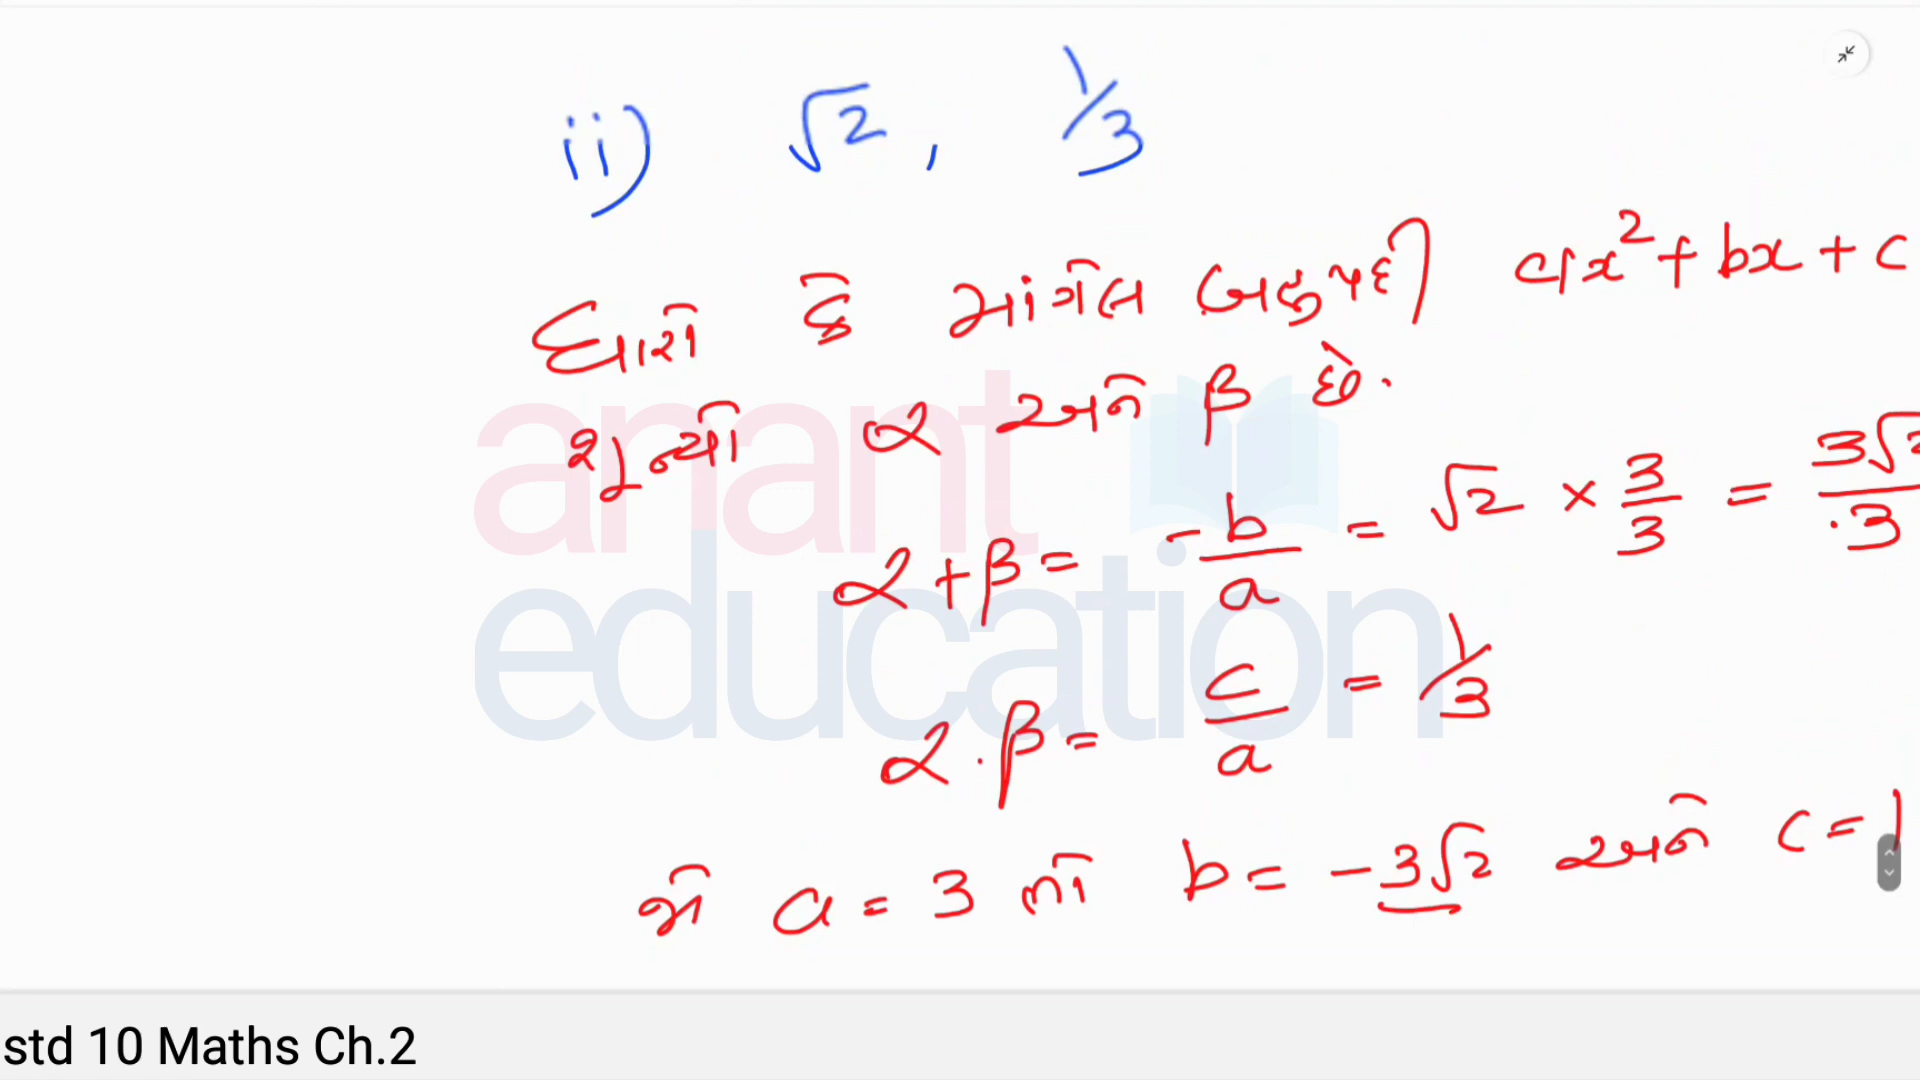 ii) √2 , 1/3
ધારો કે માંગેલ બહુપદી ax² + bx + c
શૂન્યો α અને β છે.
α + β = -b/a = √2 × 3/3 = 3√2/3
α . β = c/a = 1/3
જો a = 3 તો b = -3√2 અને c = 1
anant
education
std 10 Maths Ch.2